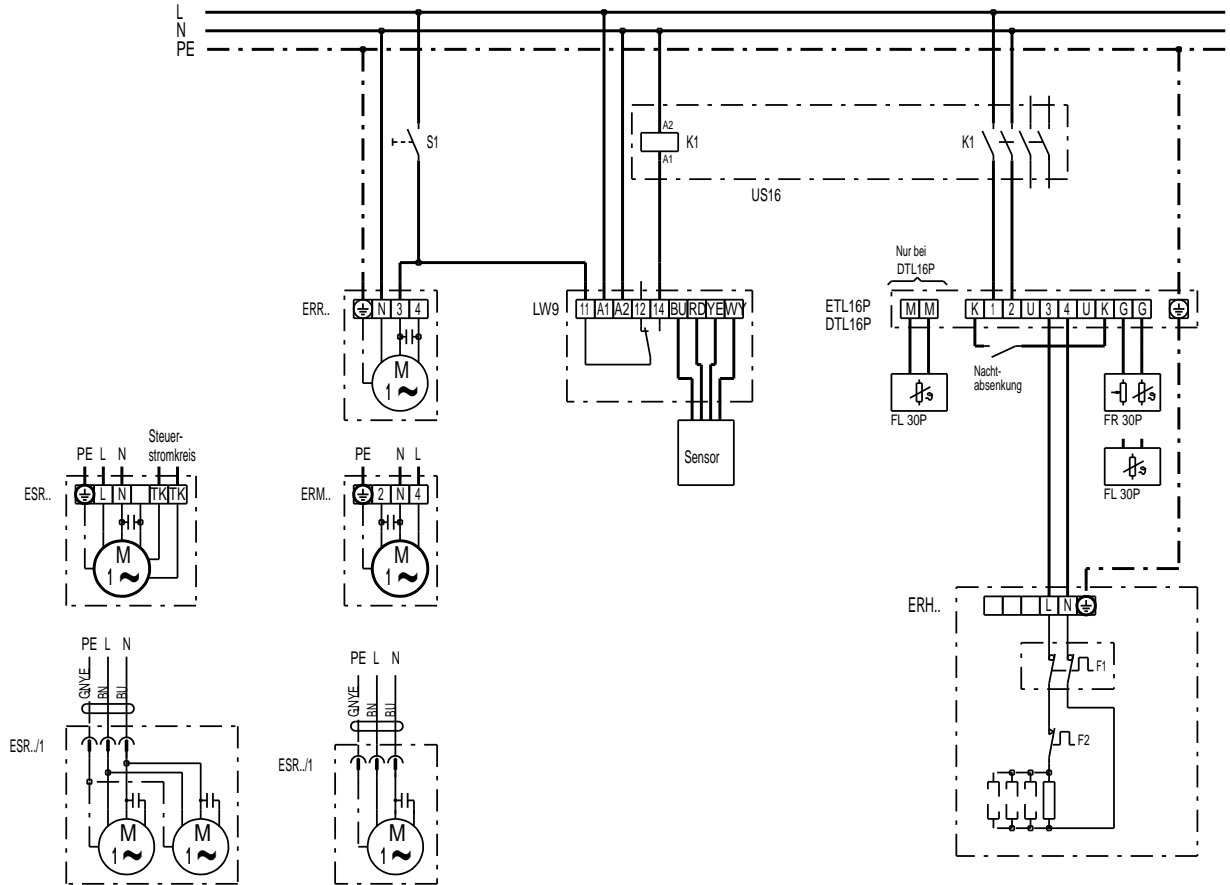 L
N
PE
S1
A2
K1
A1
K1
US16
Nur bei
DTL16P
ERR..
N 3 4
LW9
11 A1 A2 12 14 BU RD YE WY
ETL16P
DTL16P
M M
K 1 2 U 3 4 U K G G
M
1 ~
Nacht-
absenkung
ϑ
FL 30P
ϑ
FR 30P
Sensor
ϑ
FL 30P
Steuer-
stromkreis
PE L N
ESR..
L N TK TK
M
1 ~
PE N L
ERM..
2 N 4
M
1 ~
ERH..
L N
F1
F2
PE L N
GNYE
BN
BU
ESR../1
M
1 ~
M
1 ~
PE L N
GNYE
BN
BU
ESR../1
M
1 ~